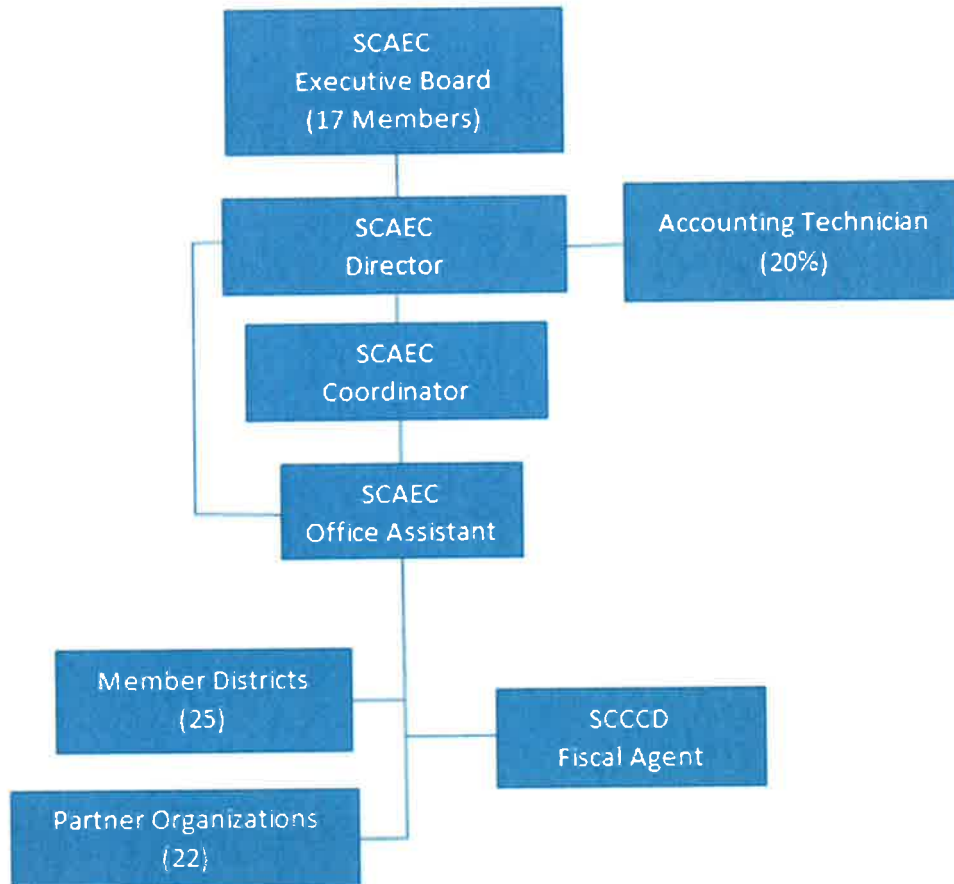 SCAEC
Executive Board
(17 Members)
SCAEC
Director
Accounting Technician
(20%)
SCAEC
Coordinator
SCAEC
Office Assistant
Member Districts
(25)
SCCCD
Fiscal Agent
Partner Organizations
(22)